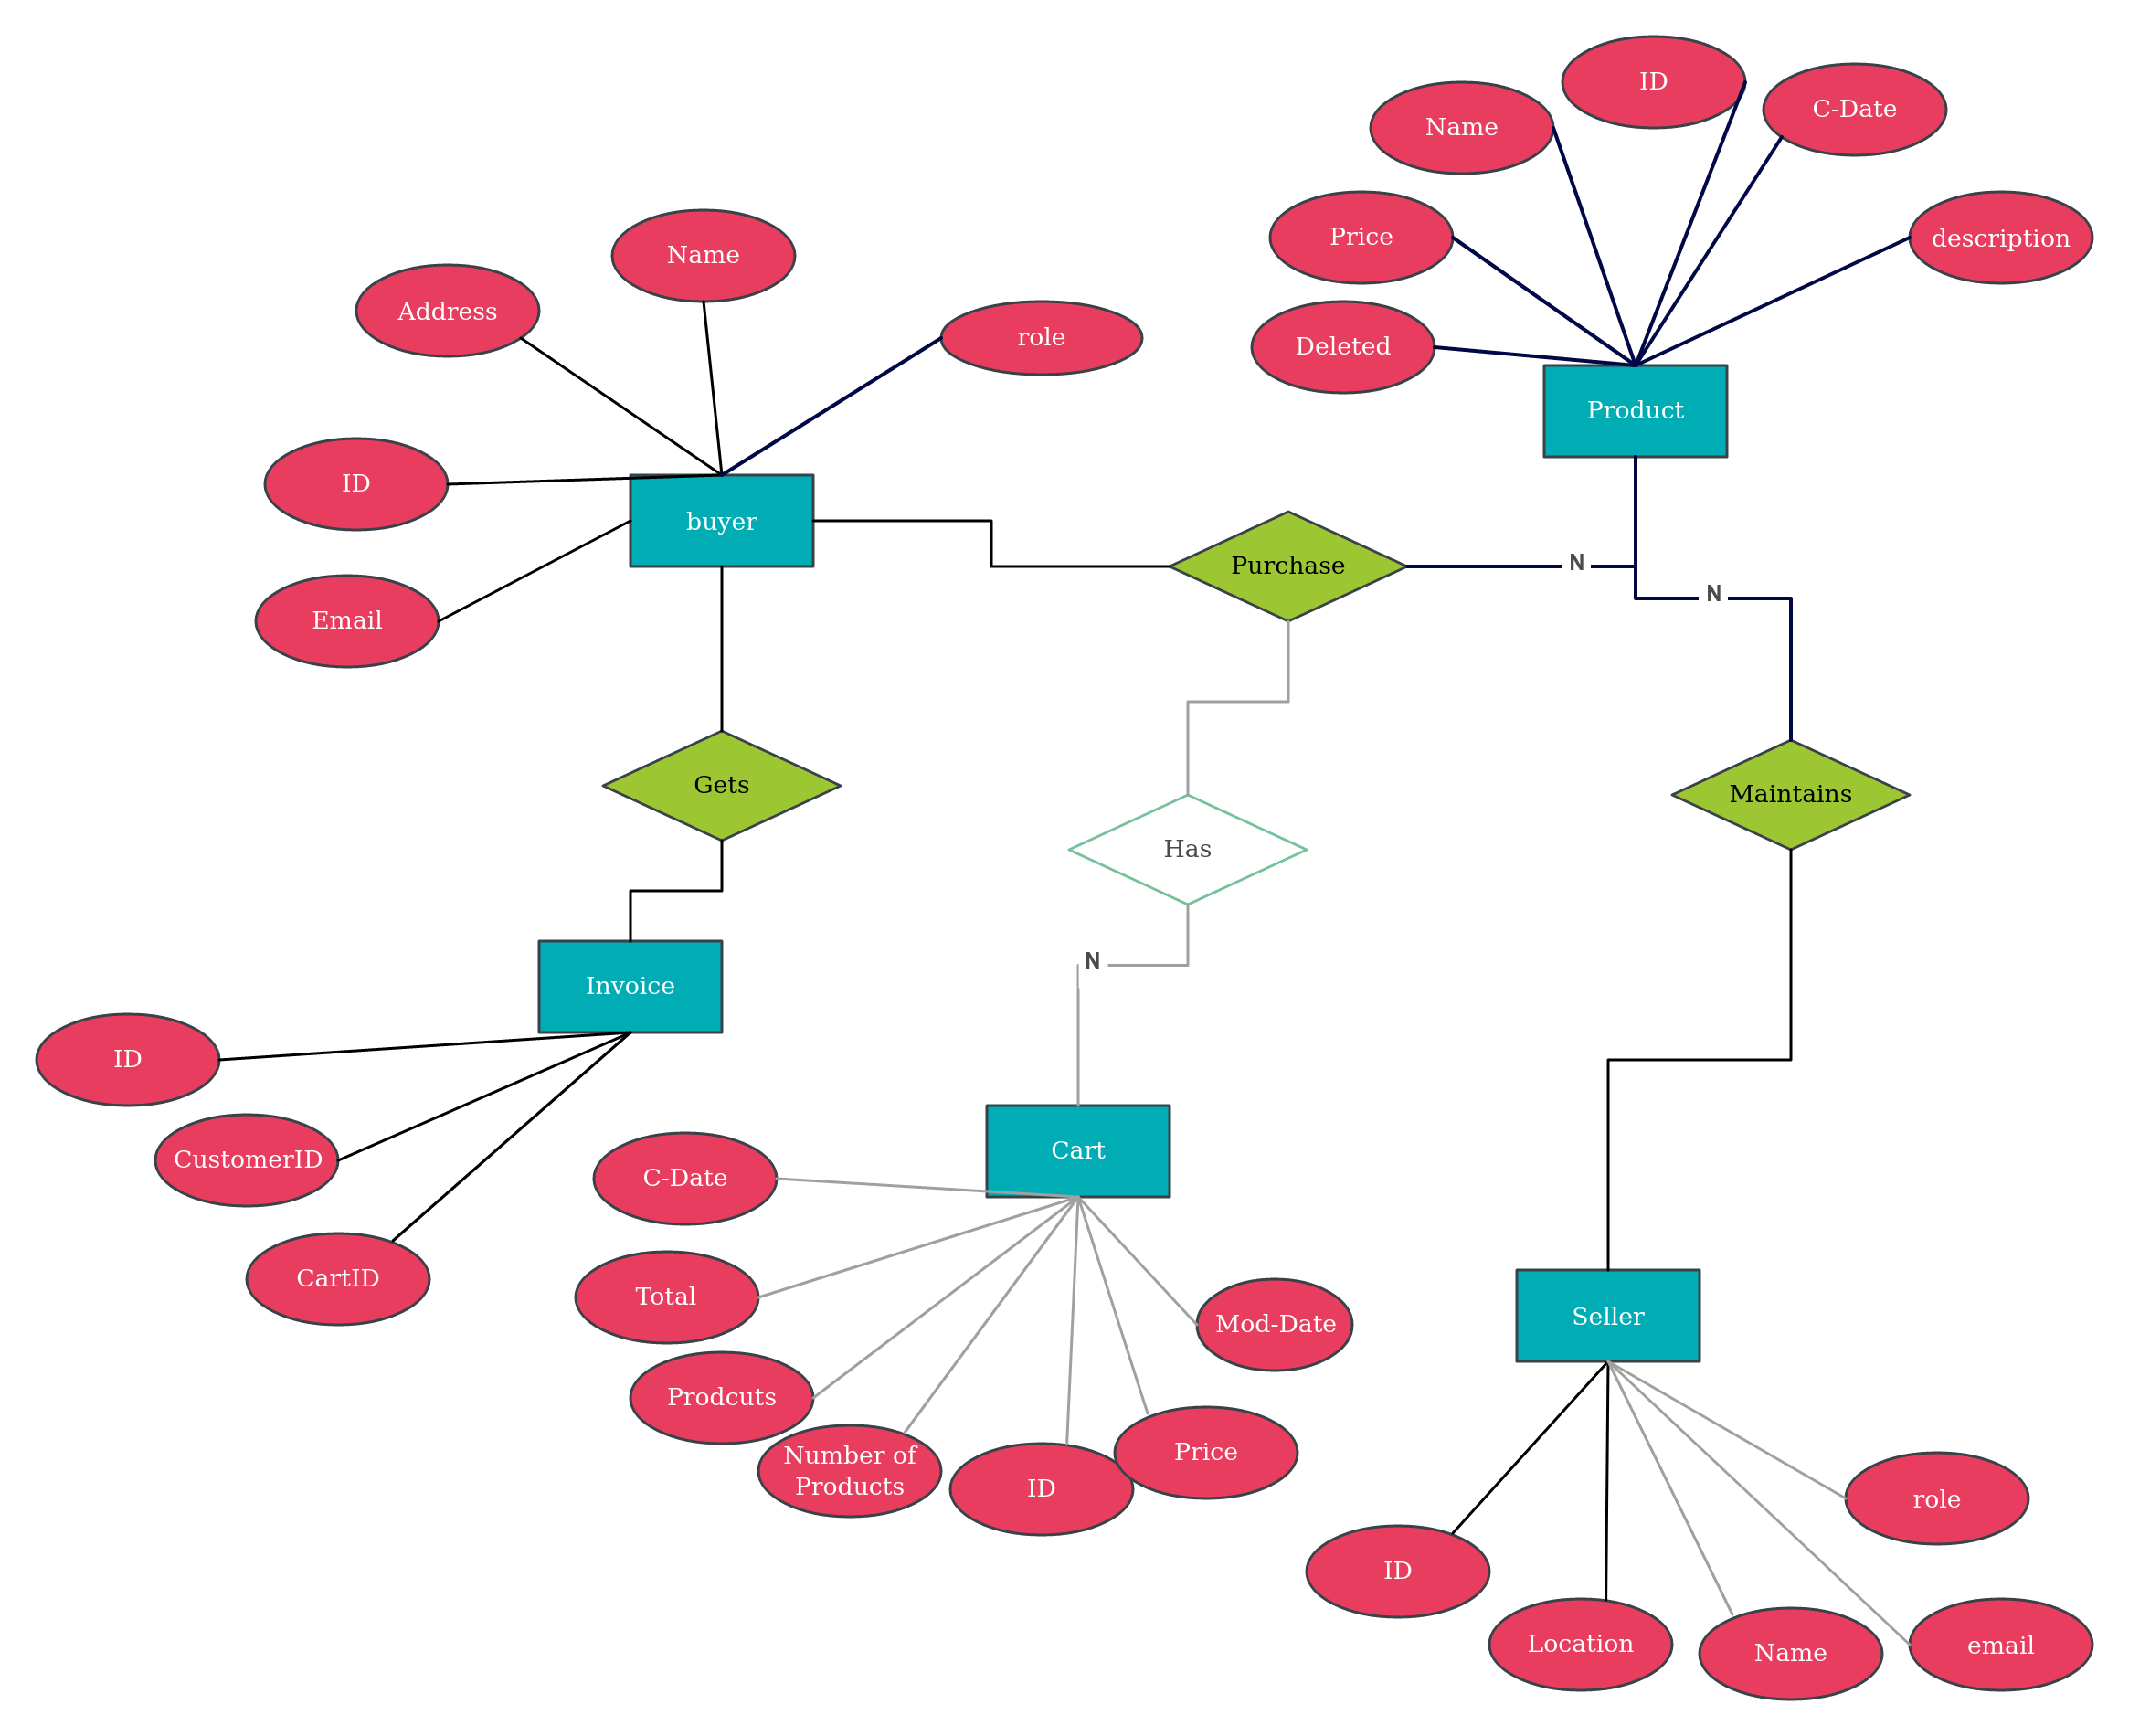 ID
C-Date
Name
Price
description
Deleted
Product
Name
Address
role
ID
buyer
Email
Purchase
N
N
Gets
Maintains
Has
N
Invoice
ID
CustomerID
CartID
Cart
C-Date
Total
Prodcuts
Number of
Products
ID
Price
Mod-Date
Seller
ID
Location
Name
email
role